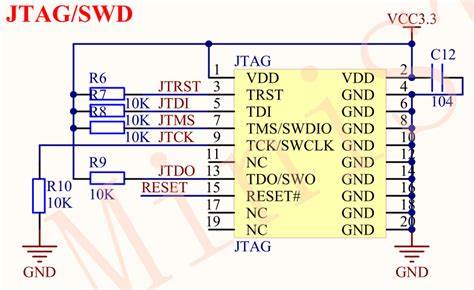 JTAG/SWD
VCC3.3
JTAG
C12
104
1 VDD VDD 2
R6 10K JTRST 3 TRST GND 4
R7 10K JTDI 5 TDI GND 6
R8 10K JTMS 7 TMS/SWDIO GND 8
JTCK 9 TCK/SWCLK GND 10
11 NC GND 12
R9 10K JTDO 13 TDO/SWO GND 14
RESET 15 RESET# GND 16
17 NC GND 18
19 NC GND 20
R10
10K
JTAG
GND
GND